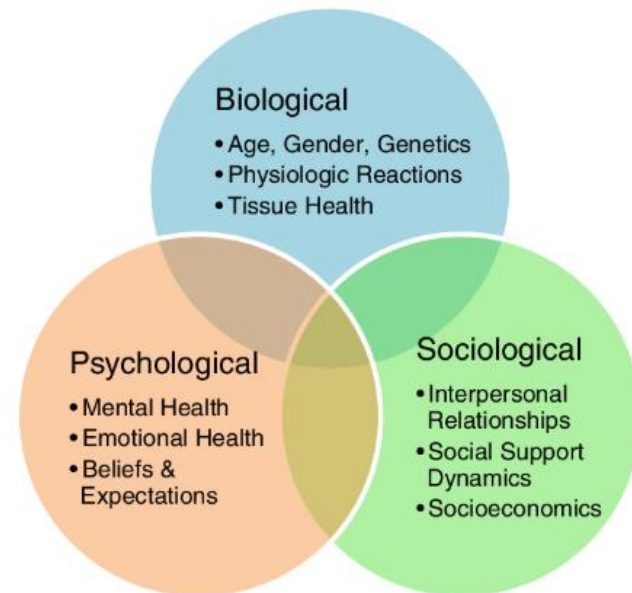 Biological
• Age, Gender, Genetics
• Physiologic Reactions
• Tissue Health
Psychological
• Mental Health
• Emotional Health
• Beliefs &
Expectations
Sociological
• Interpersonal
Relationships
• Social Support
Dynamics
• Socioeconomics